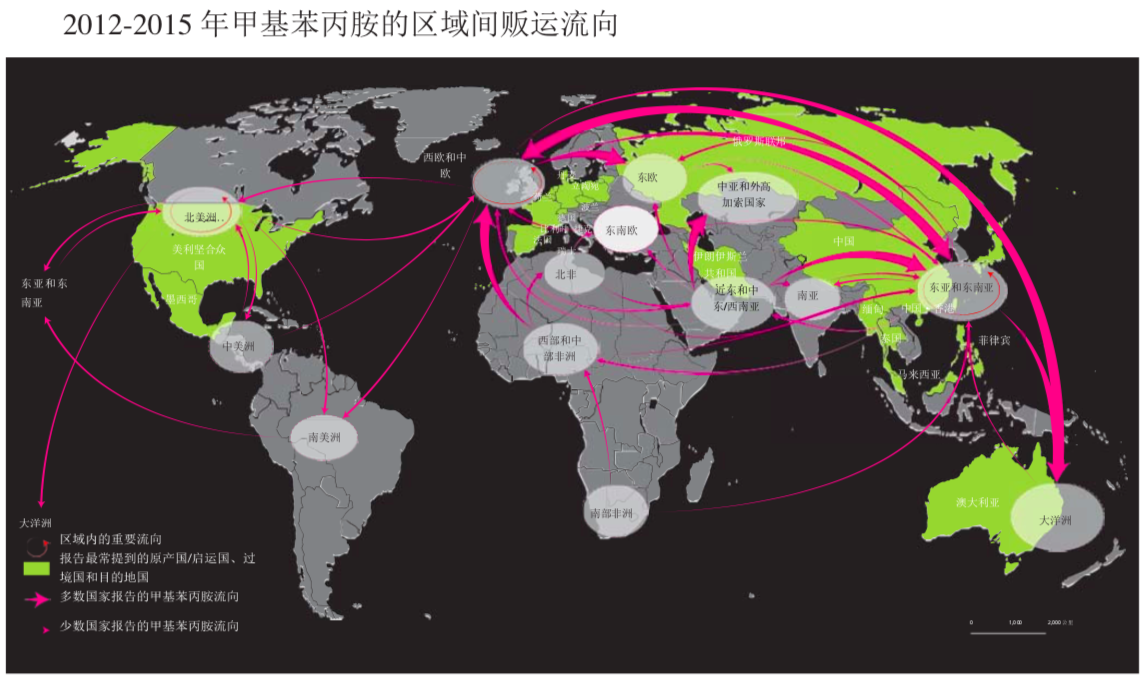 2012-2015 年甲基苯丙胺的区域间贩运流向
俄罗斯联邦
西欧和中
欧
东欧
中亚和外高
加索国家
北美洲..
东南欧
中国
美利坚合众
国
伊朗伊斯兰
共和国
北非
东亚和东
南亚
近东和中
东/西南亚
南亚
东亚和东南亚
墨西哥
缅甸
中国
香港
泰国
菲律宾
中美洲
西部和中
部非洲
马来西亚
南美洲
澳大利亚
南部非洲
大洋洲
大洋洲
区域内的重要流向
报告最常提到的原产国/启运国、过
境国和目的地国
多数国家报告的甲基苯丙胺流向
少数国家报告的甲基苯丙胺流向
0 1,000 2,000 公里